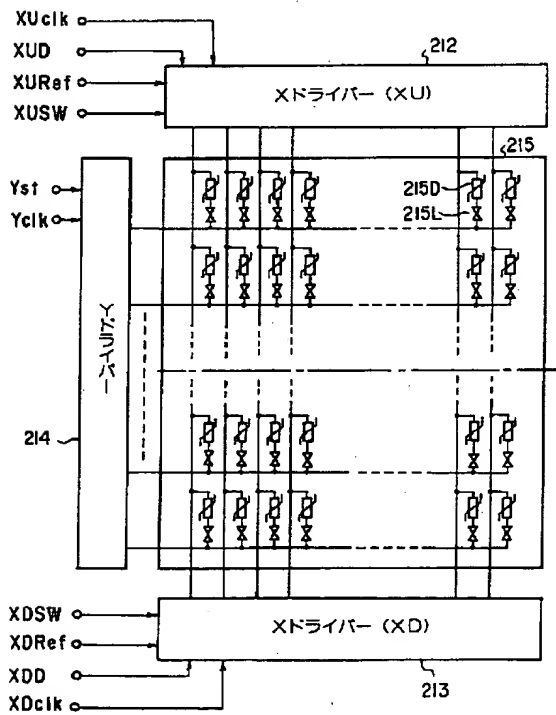 XUclk
XUD
XURef
XUSW
212
Xドライバー (XU)
215
Yst
Yclk
215D
215L
Yドライバー
214
XDSW
XDRef
XDD
XDclk
Xドライバー (XD)
213